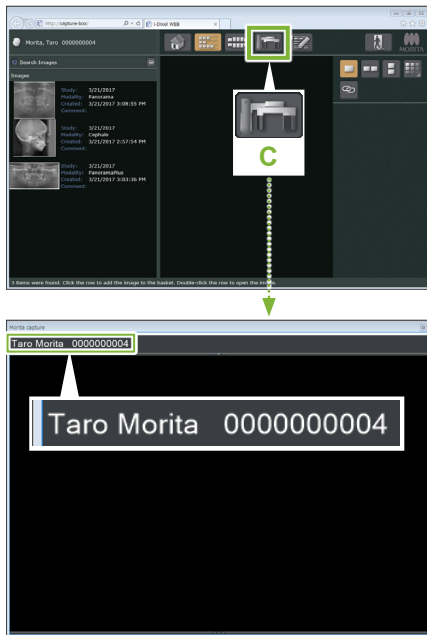 http://capture-box/
i-Dixel WEB
Morita, Taro 0000000004
MORITA
Search Images
Images
Study: 3/21/2017
Modality: Panorama
Created: 3/21/2017 3:08:55 PM
Comment:
Study: 3/21/2017
Modality: Cephalo
Created: 3/21/2017 2:57:54 PM
Comment:
Study: 3/21/2017
Modality: PanoramaPlus
Created: 3/21/2017 3:03:36 PM
Comment:
C
3 items were found. Click the row to add the image to the basket. Double-click the row to open the image.
Morita capture
Taro Morita 0000000004
Taro Morita 0000000004